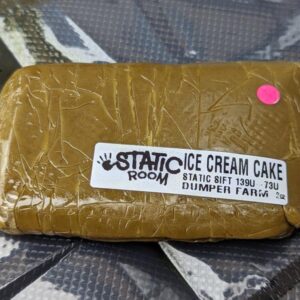 STATIC
ROOM
ICE CREAM CAKE
STATIC SIFT 139U - 73U
DUMPER FARM 2oz